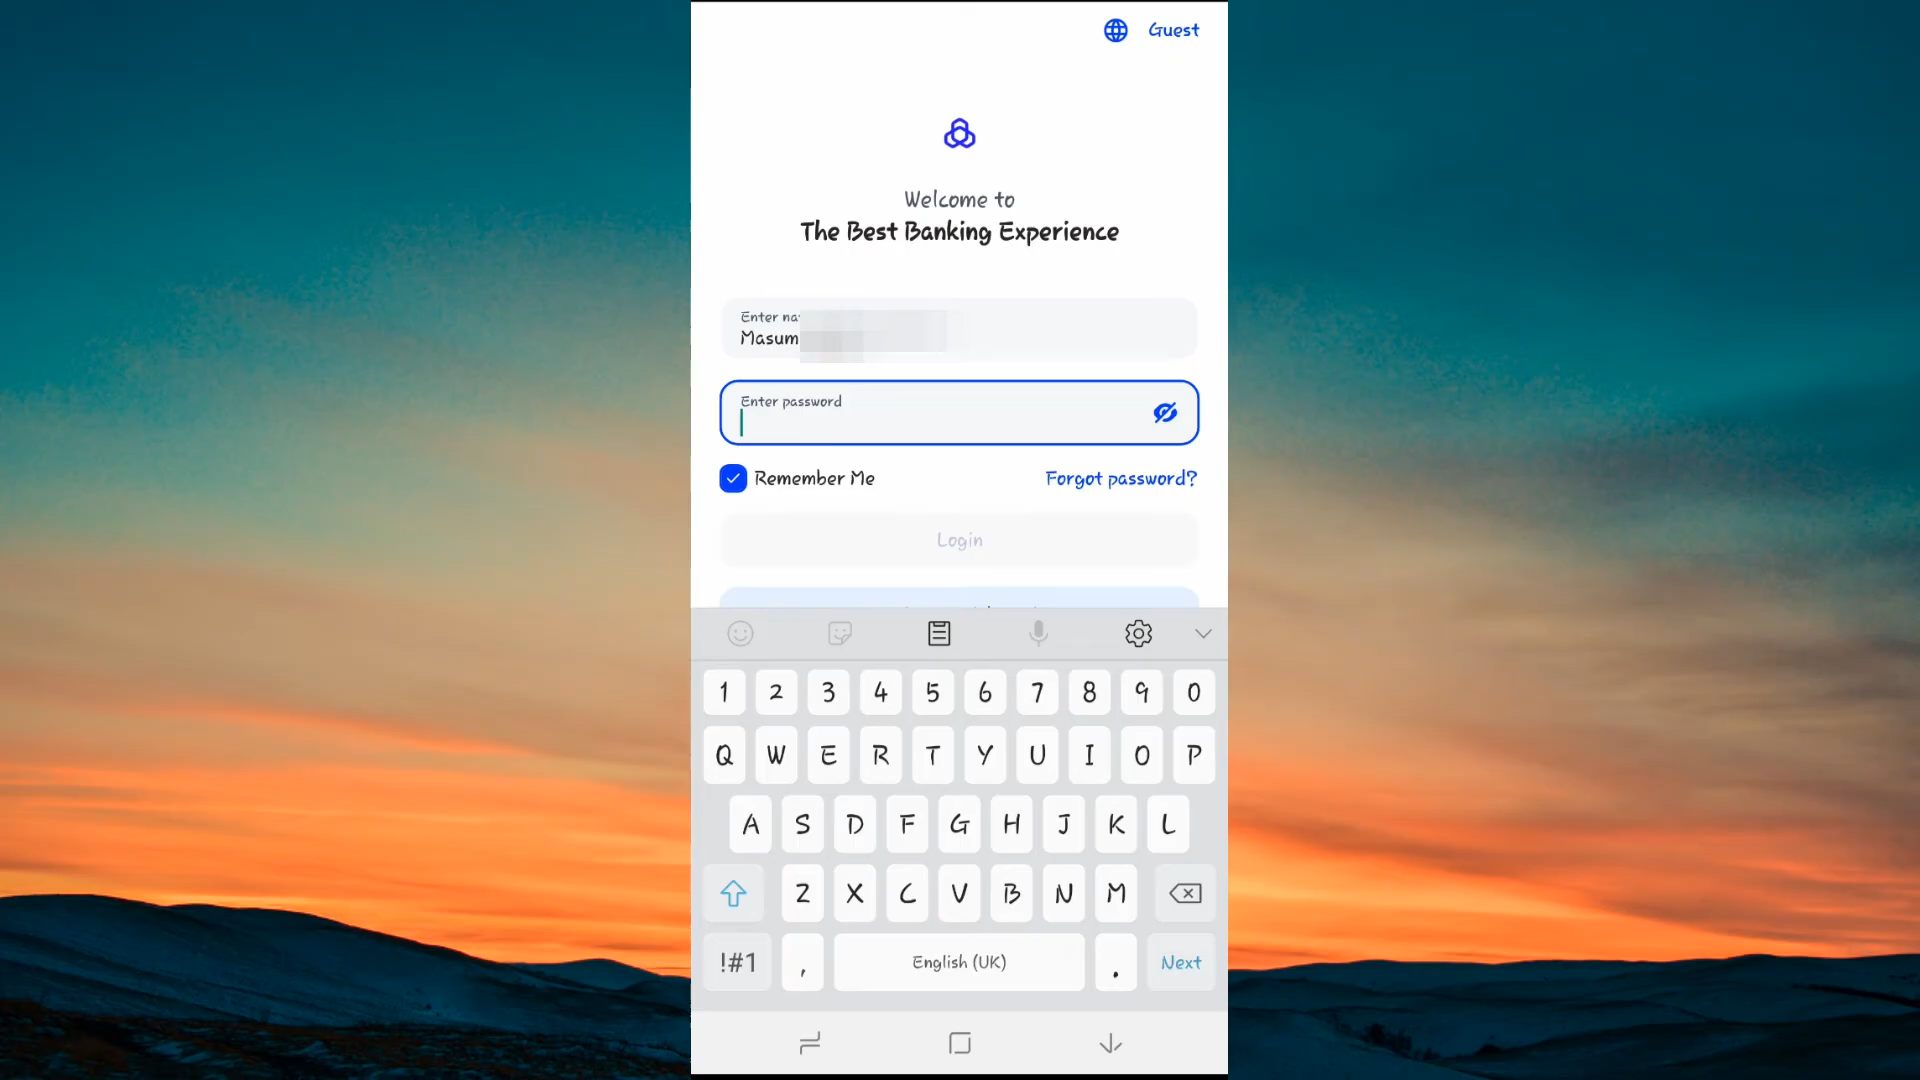 Guest
Welcome to
The Best Banking Experience
Enter na
Masum
Enter password
Remember Me
Forgot password?
Login
1 2 3 4 5 6 7 8 9 0
Q W E R T Y U I O P
A S D F G H J K L
Z X C V B N M
!#1 , English (UK) . Next